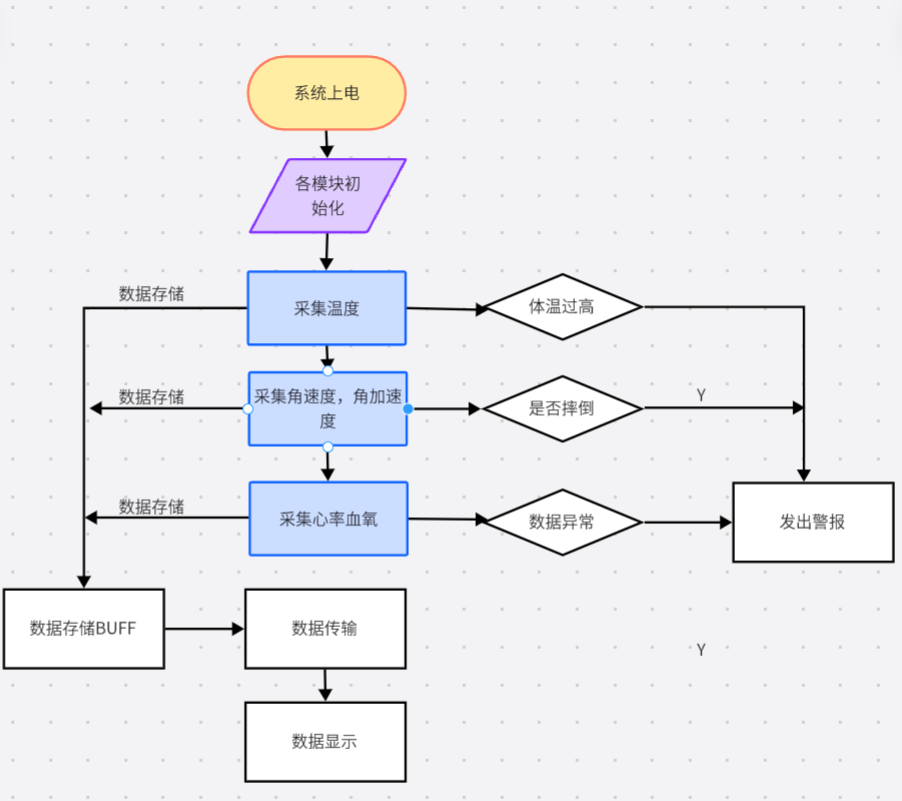 系统上电
各模块初
始化
数据存储
采集温度
体温过高
数据存储
采集角速度，角加速
度
是否摔倒
Y
数据存储
采集心率血氧
数据异常
发出警报
数据存储BUFF
数据传输
Y
数据显示